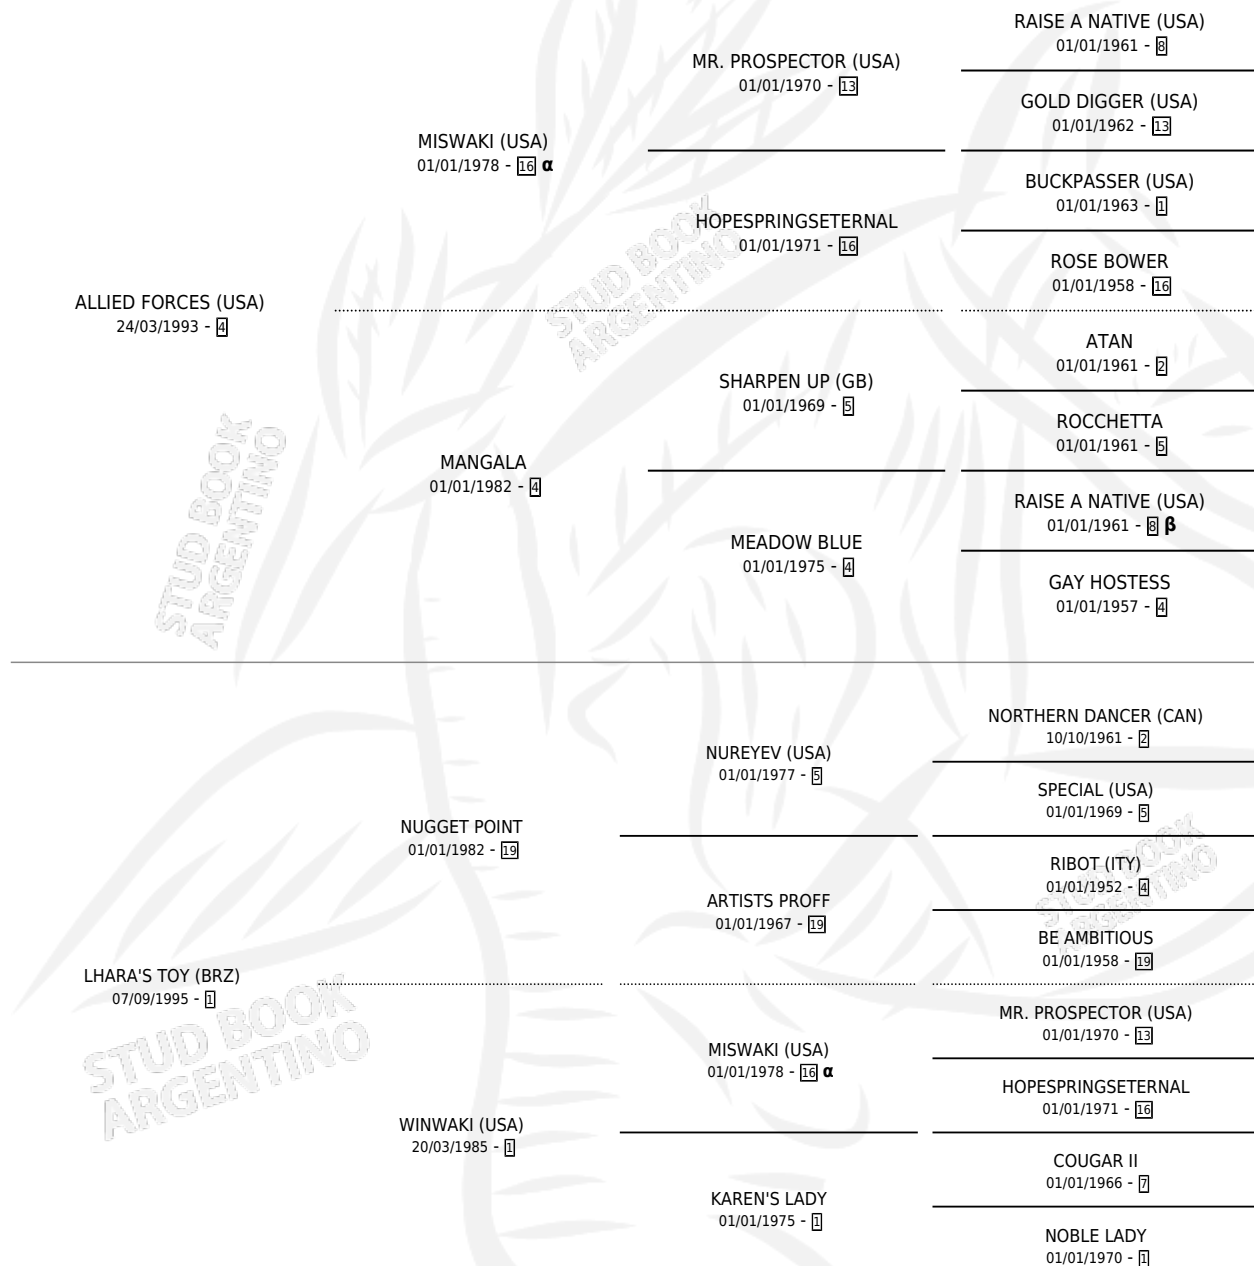 RAISE A NATIVE (USA)
01/01/1961 - 8
MR. PROSPECTOR (USA)
01/01/1970 - 13
GOLD DIGGER (USA)
01/01/1962 - 13
MISWAKI (USA)
01/01/1978 - 16 α
BUCKPASSER (USA)
01/01/1963 - 1
HOPESPRINGSETERNAL
01/01/1971 - 16
ROSE BOWER
01/01/1958 - 16
ALLIED FORCES (USA)
24/03/1993 - 4
ATAN
01/01/1961 - 2
SHARPEN UP (GB)
01/01/1969 - 5
ROCCHETTA
01/01/1961 - 5
MANGALA
01/01/1982 - 4
RAISE A NATIVE (USA)
01/01/1961 - 8 β
MEADOW BLUE
01/01/1975 - 4
GAY HOSTESS
01/01/1957 - 4
NORTHERN DANCER (CAN)
10/10/1961 - 2
NUREYEV (USA)
01/01/1977 - 5
SPECIAL (USA)
01/01/1969 - 5
NUGGET POINT
01/01/1982 - 19
RIBOT (ITY)
01/01/1952 - 4
ARTISTS PROFF
01/01/1967 - 19
BE AMBITIOUS
01/01/1958 - 19
LHARA'S TOY (BRZ)
07/09/1995 - 1
MR. PROSPECTOR (USA)
01/01/1970 - 13
MISWAKI (USA)
01/01/1978 - 16 α
HOPESPRINGSETERNAL
01/01/1971 - 16
WINWAKI (USA)
20/03/1985 - 1
COUGAR II
01/01/1966 - 7
KAREN'S LADY
01/01/1975 - 1
NOBLE LADY
01/01/1970 - 1
STUD BOOK
ARGENTINO
STUD BOOK
ARGENTINO
STUD BOOK
ARGENTINO
STUD BOOK
ARGENTINO